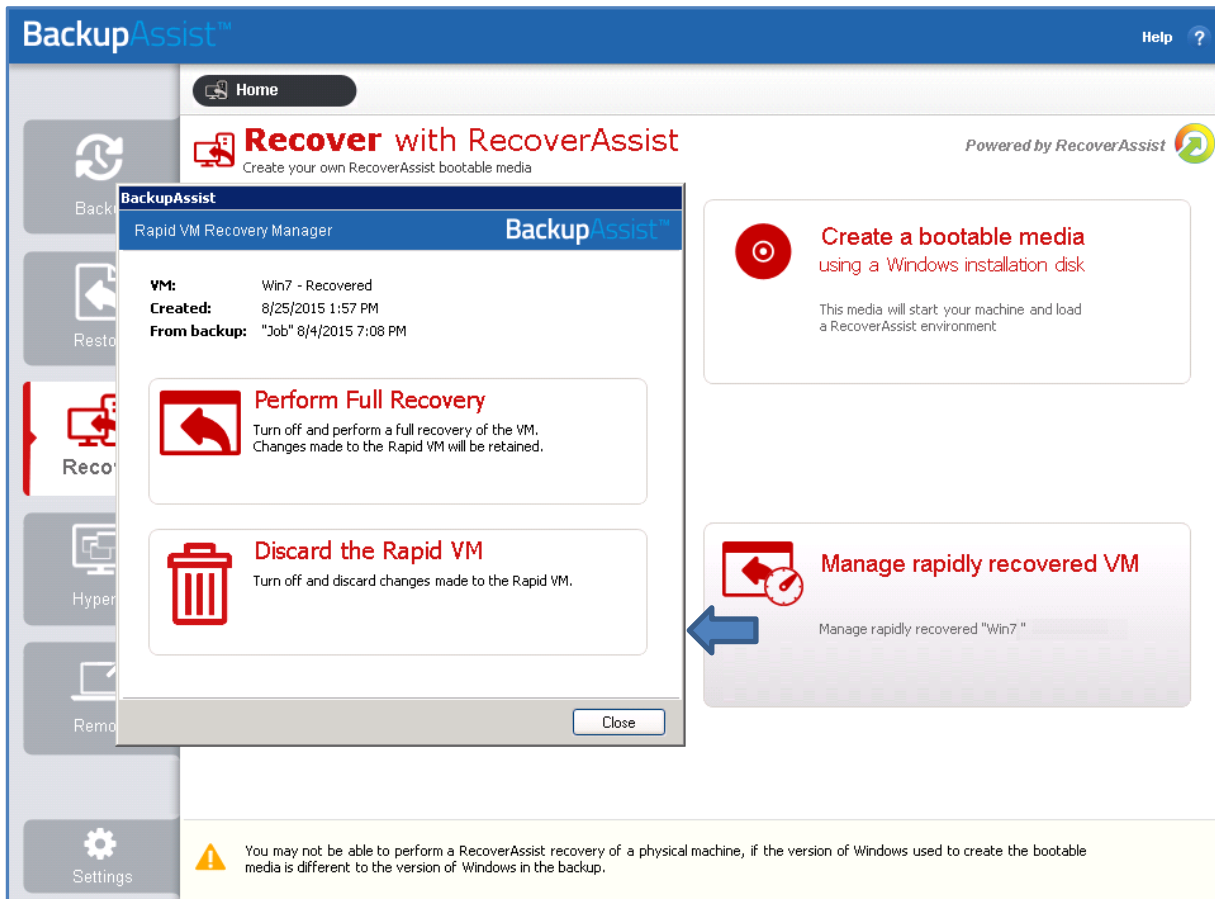 BackupAssist™
Help ?
Home
Recover with RecoverAssist
Create your own RecoverAssist bootable media
Powered by RecoverAssist
BackupAssist
Rapid VM Recovery Manager
BackupAssist™
VM: Win7 - Recovered
Created: 8/25/2015 1:57 PM
From backup: "Job" 8/4/2015 7:08 PM
Perform Full Recovery
Turn off and perform a full recovery of the VM.
Changes made to the Rapid VM will be retained.
Discard the Rapid VM
Turn off and discard changes made to the Rapid VM.
Close
Create a bootable media
using a Windows installation disk
This media will start your machine and load
a RecoverAssist environment
Manage rapidly recovered VM
Manage rapidly recovered "Win7 "
Settings
You may not be able to perform a RecoverAssist recovery of a physical machine, if the version of Windows used to create the bootable
media is different to the version of Windows in the backup.